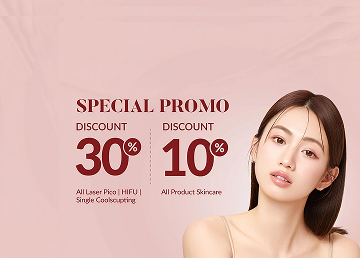 SPECIAL PROMO
DISCOUNT
30%
All Laser Pico | HIFU |
Single Coolscupting
DISCOUNT
10%
All Product Skincare